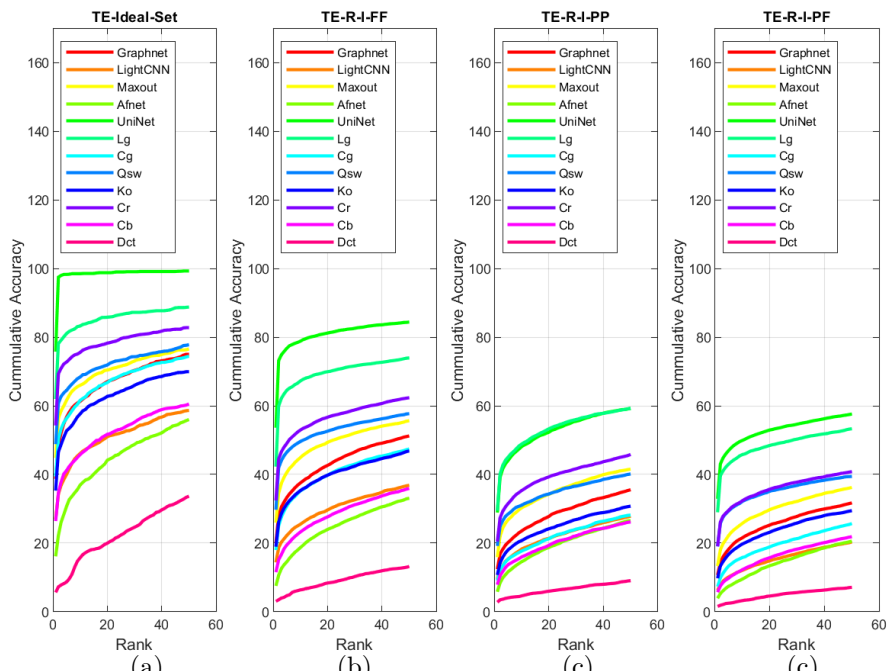 TE-Ideal-Set
Cummulative Accuracy
160
140
120
100
80
60
40
20
0
Graphnet
LightCNN
Maxout
Afnet
UniNet
Lg
Cg
Qsw
Ko
Cr
Cb
Dct
0 20 40 60
Rank
(a)
TE-R-I-FF
Cummulative Accuracy
160
140
120
100
80
60
40
20
0
Graphnet
LightCNN
Maxout
Afnet
UniNet
Lg
Cg
Qsw
Ko
Cr
Cb
Dct
0 20 40 60
Rank
(b)
TE-R-I-PP
Cummulative Accuracy
160
140
120
100
80
60
40
20
0
Graphnet
LightCNN
Maxout
Afnet
UniNet
Lg
Cg
Qsw
Ko
Cr
Cb
Dct
0 20 40 60
Rank
(c)
TE-R-I-PF
Cummulative Accuracy
160
140
120
100
80
60
40
20
0
Graphnet
LightCNN
Maxout
Afnet
UniNet
Lg
Cg
Qsw
Ko
Cr
Cb
Dct
0 20 40 60
Rank
(c)